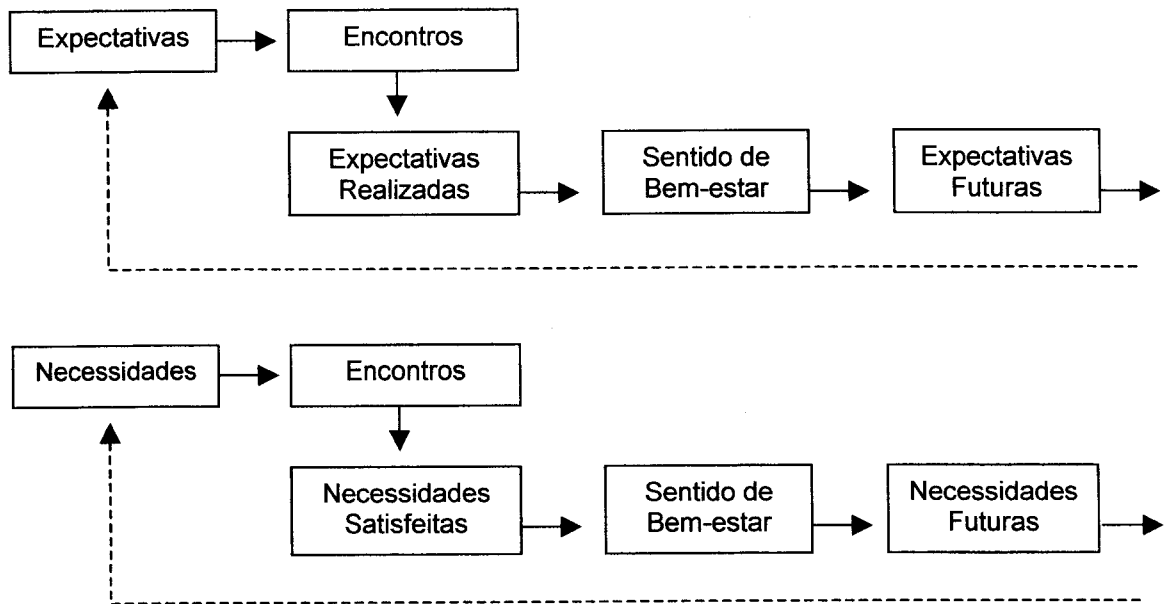 Expectativas
Encontros
Expectativas
Realizadas
Sentido de
Bem-estar
Expectativas
Futuras
Necessidades
Encontros
Necessidades
Satisfeitas
Sentido de
Bem-estar
Necessidades
Futuras